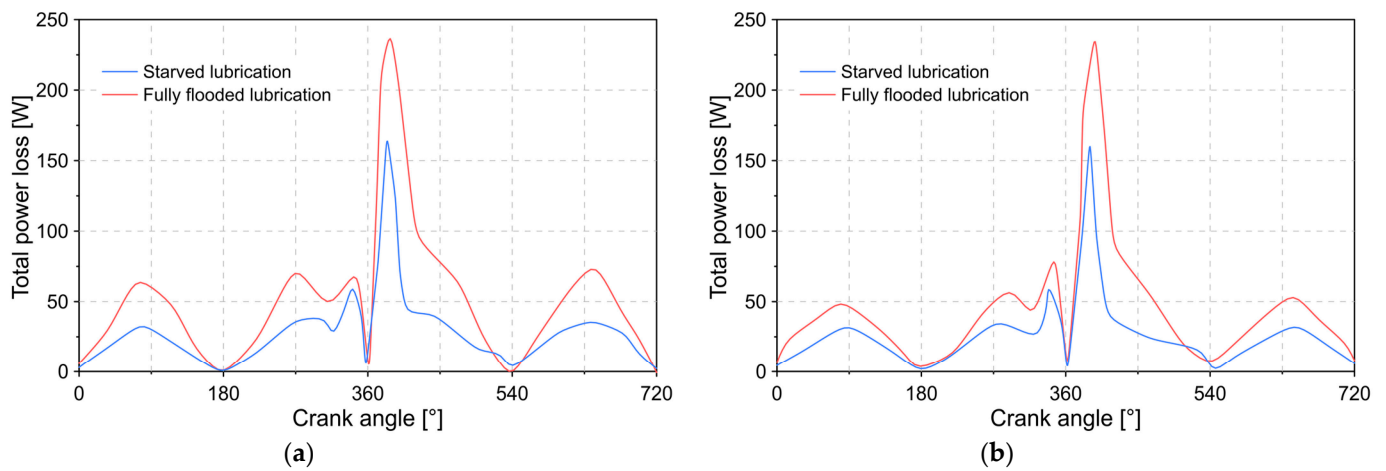 250
200
150
100
50
0
Total power loss [W]
Starved lubrication
Fully flooded lubrication
0 180 360 540 720
Crank angle [°]
(a)
250
200
150
100
50
0
Total power loss [W]
Starved lubrication
Fully flooded lubrication
0 180 360 540 720
Crank angle [°]
(b)